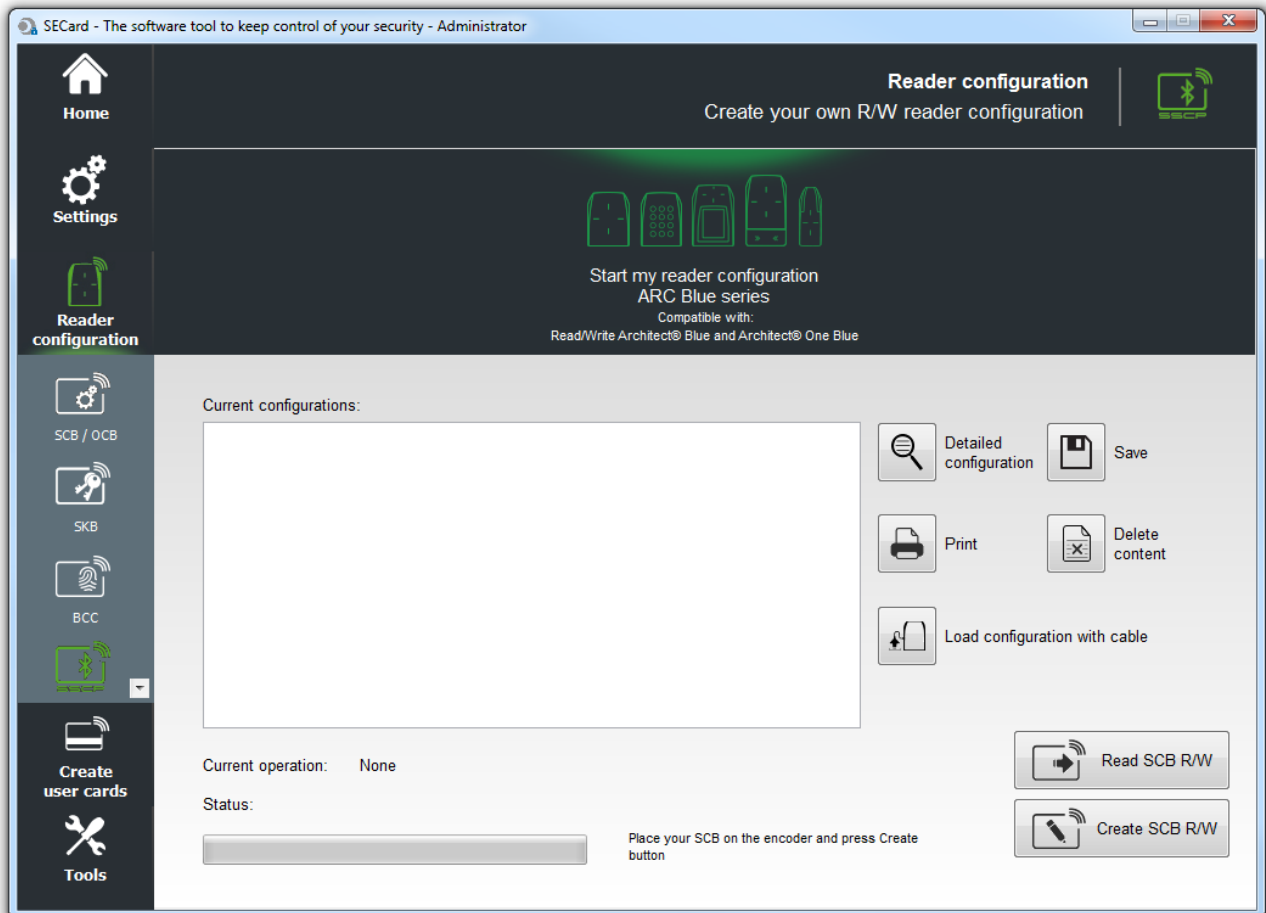 SECard - The software tool to keep control of your security - Administrator
Home
Reader configuration
Create your own R/W reader configuration
SSCP
Settings
Start my reader configuration
ARC Blue series
Compatible with:
Read/Write Architect® Blue and Architect® One Blue
Reader
configuration
SCB / OCB
SKB
BCC
SSCP
Create
user cards
Tools
Current configurations:
Detailed
configuration
Save
Print
Delete
content
Load configuration with cable
Read SCB R/W
Create SCB R/W
Current operation: None
Status:
Place your SCB on the encoder and press Create
button